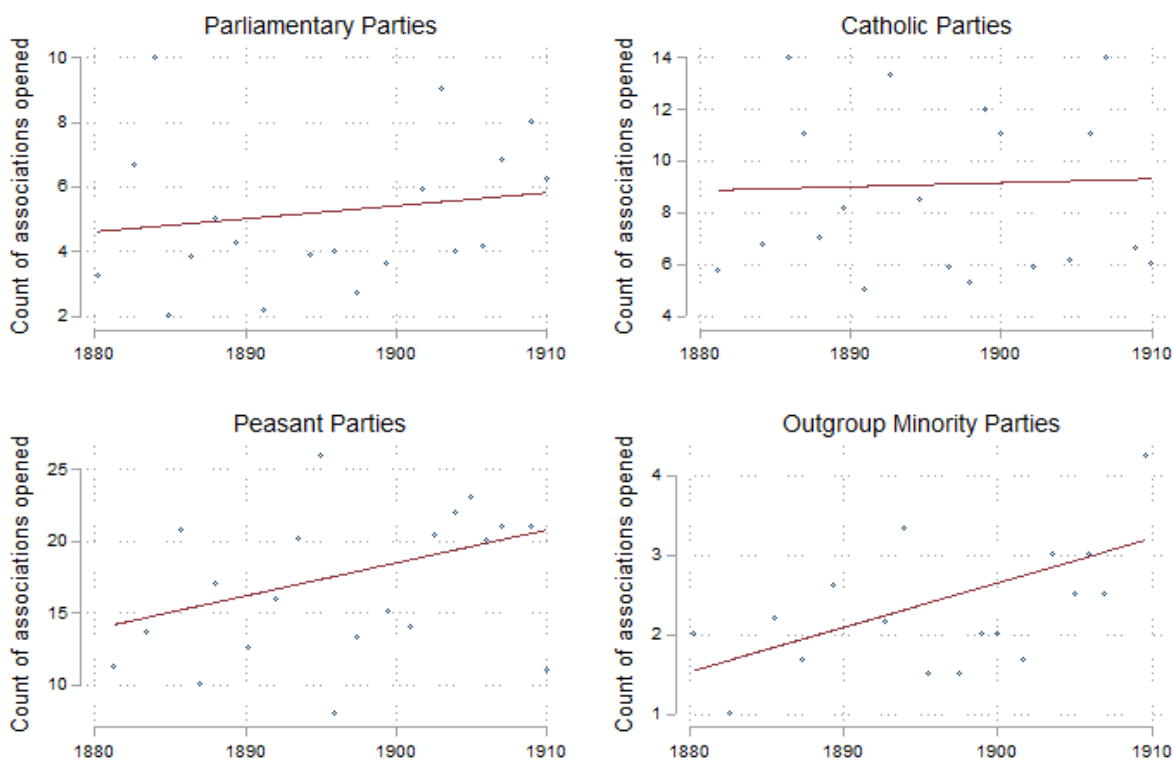 Parliamentary Parties
Count of associations opened
10
8
6
4
2
1880 1890 1900 1910
Catholic Parties
Count of associations opened
14
12
10
8
6
4
1880 1890 1900 1910
Peasant Parties
Count of associations opened
25
20
15
10
1880 1890 1900 1910
Outgroup Minority Parties
Count of associations opened
4
3
2
1
1880 1890 1900 1910